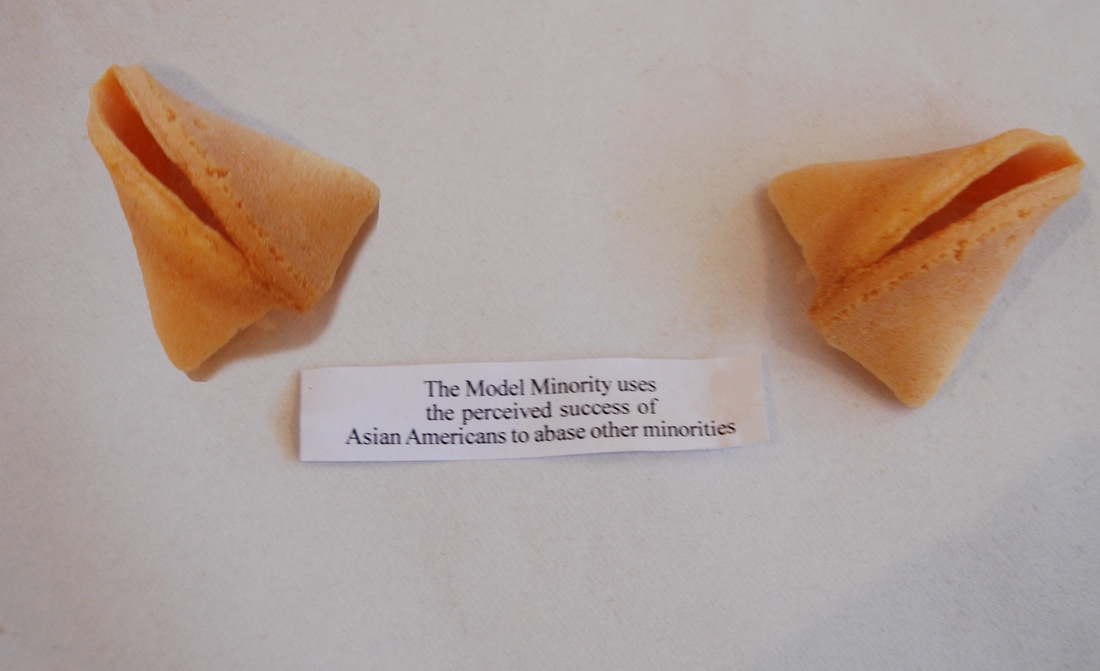 The Model Minority uses
the perceived success of
Asian Americans to abase other minorities